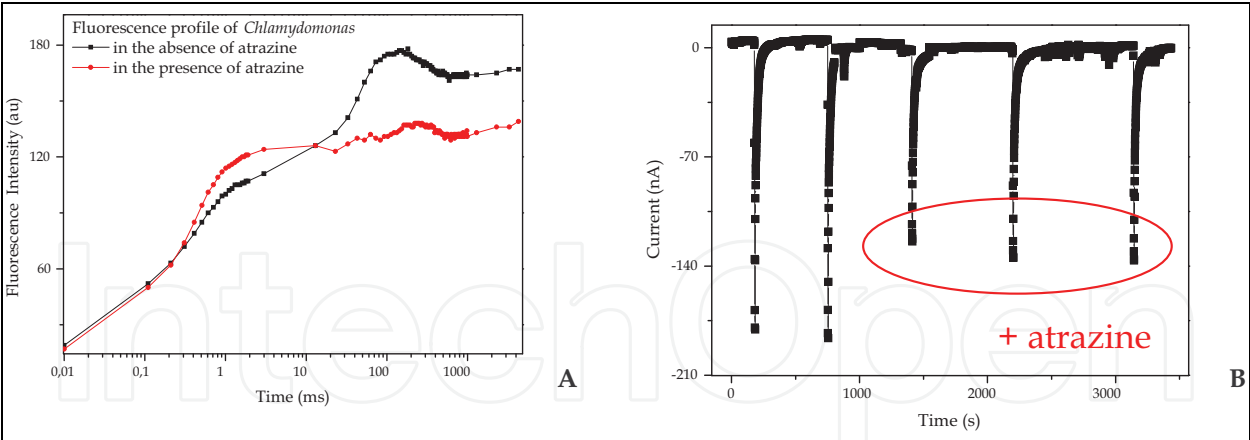 Fluorescence profile of Chlamydomonas
in the absence of atrazine
in the presence of atrazine
180
120
60
Fluorescence Intensity (au)
0,01 0,1 1 10 100 1000
Time (ms)
A
0
-70
-140
-210
Current (nA)
+ atrazine
0 1000 2000 3000
Time (s)
B
IntechOpen